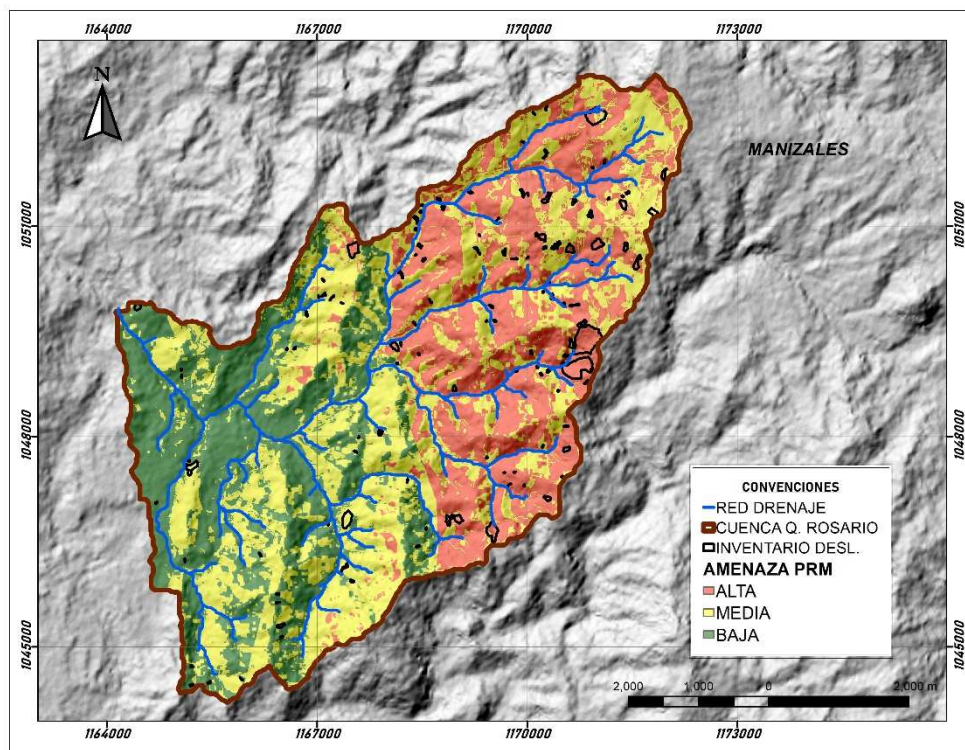 1164000 1167000 1170000 1173000
N
MANIZALES
1051000 1051000
1048000 1048000
CONVENCIONES
RED DRENAJE
CUENCA Q. ROSARIO
INVENTARIO DESL.
AMENAZA PRM
ALTA
MEDIA
BAJA
1045000 1045000
2,000 1,000 0 2,000 m
1164000 1167000 1170000 1173000